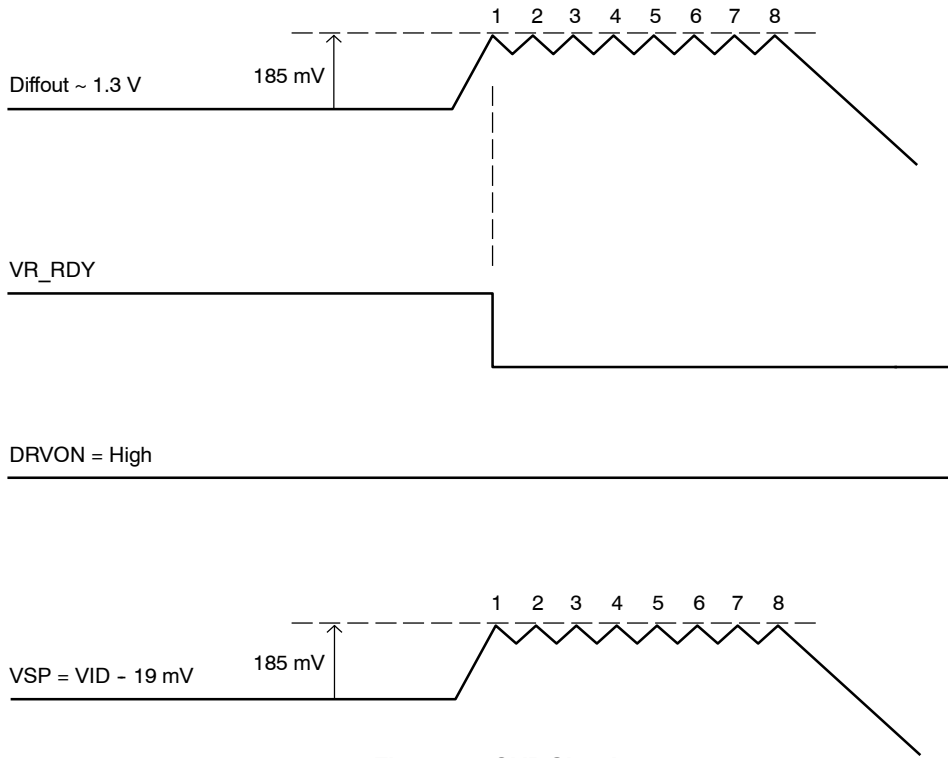 1 2 3 4 5 6 7 8
185 mV
Diffout ~ 1.3 V
VR_RDY
DRVON = High
1 2 3 4 5 6 7 8
185 mV
VSP = VID - 19 mV